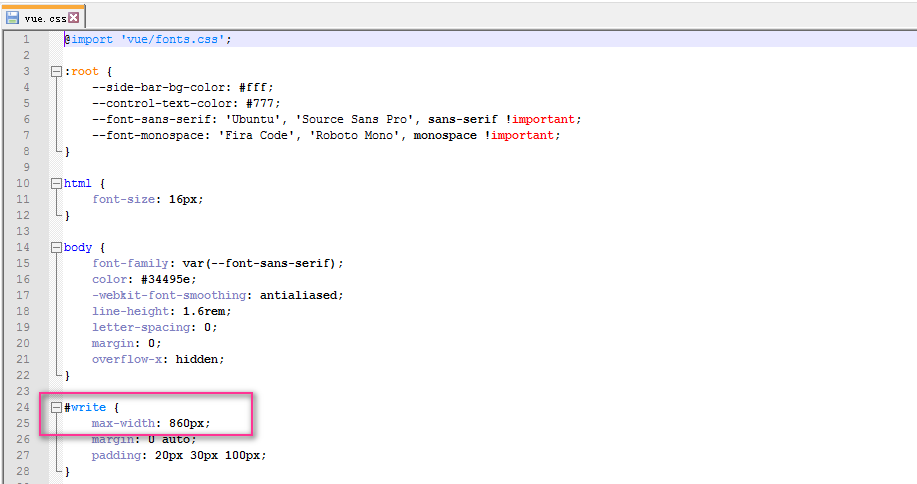 vue.css
1 @import 'vue/fonts.css';
2
3 :root {
4 --side-bar-bg-color: #fff;
5 --control-text-color: #777;
6 --font-sans-serif: 'Ubuntu', 'Source Sans Pro', sans-serif !important;
7 --font-monospace: 'Fira Code', 'Roboto Mono', monospace !important;
8 }
9
10 html {
11 font-size: 16px;
12 }
13
14 body {
15 font-family: var(--font-sans-serif);
16 color: #34495e;
17 -webkit-font-smoothing: antialiased;
18 line-height: 1.6rem;
19 letter-spacing: 0;
20 margin: 0;
21 overflow-x: hidden;
22 }
23
24 #write {
25 max-width: 860px;
26 margin: 0 auto;
27 padding: 20px 30px 100px;
28 }